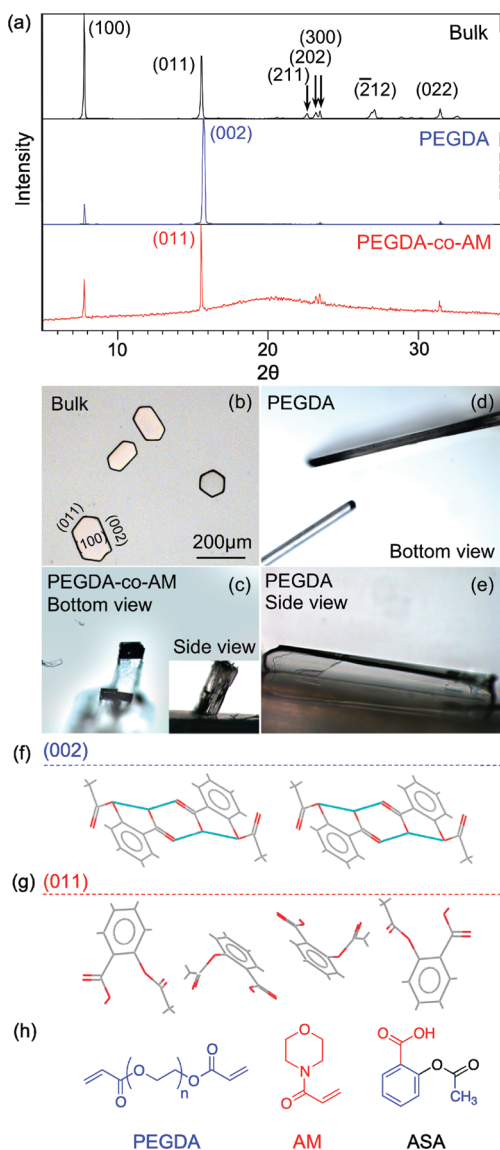 (a)
(100)
(011)
(300)
(202)
(211)
(2̅12)
(022)
Bulk
(002)
PEGDA
(011)
PEGDA-co-AM
Intensity
10
20
30
2θ
Bulk
(b)
(011)
100
(002)
200μm
PEGDA
(d)
Bottom view
PEGDA-co-AM
(c)
Bottom view
Side view
PEGDA
(e)
Side view
(f)
(002)
(g)
(011)
(h)
O
O
O
O
n
O
O
N
O
O
OH
O
O
CH3
PEGDA
AM
ASA